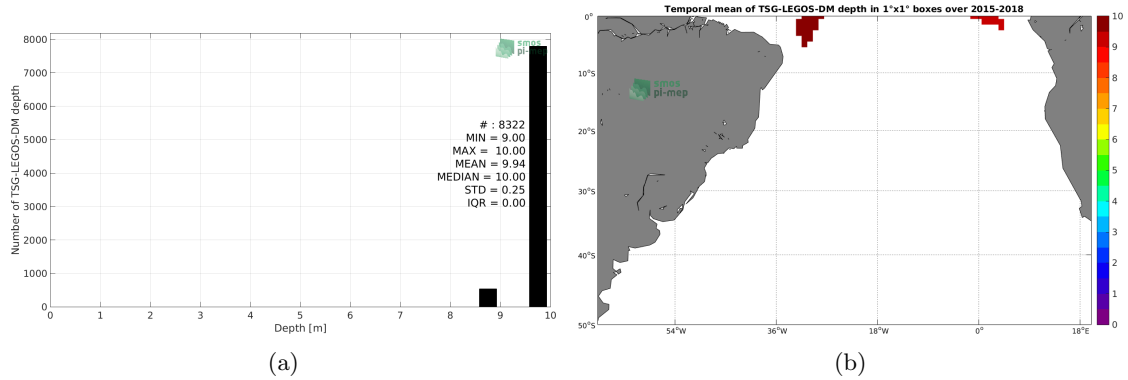 8000
7000
6000
5000
4000
3000
2000
1000
0
Number of TSG-LEGOS-DM depth
smos
pi-mep
# : 8322
MIN = 9.00
MAX = 10.00
MEAN = 9.94
MEDIAN = 10.00
STD = 0.25
IQR = 0.00
0 1 2 3 4 5 6 7 8 9 10
Depth [m]
(a)
Temporal mean of TSG-LEGOS-DM depth in 1°x1° boxes over 2015-2018
0°
10°S
20°S
30°S
40°S
50°S
smos
pi-mep
54°W 36°W 18°W 0° 18°E
10
9
8
7
6
5
4
3
2
1
0
(b)